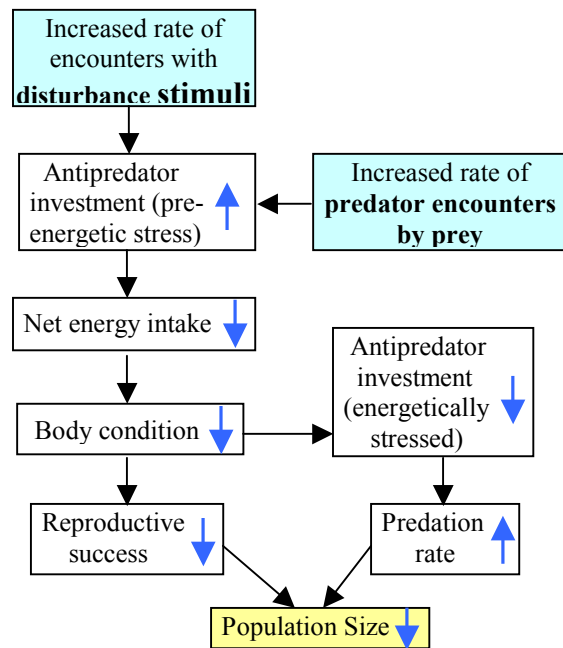 Increased rate of
encounters with
disturbance stimuli
Antipredator
investment (pre-
energetic stress)
Increased rate of
predator encounters
by prey
Net energy intake
Antipredator
investment
(energetically
stressed)
Body condition
Reproductive
success
Predation
rate
Population Size